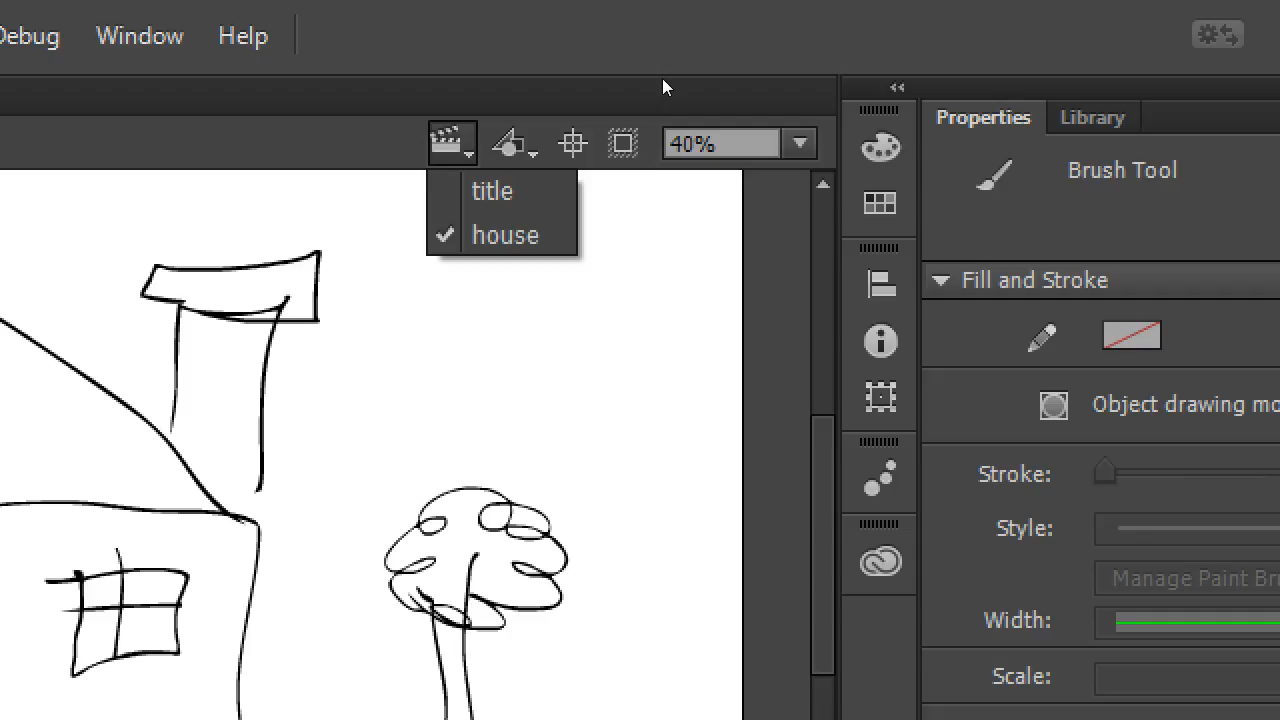 Debug Window Help
40%
title
house
Properties Library
Brush Tool
Fill and Stroke
Object drawing mo
Stroke:
Style:
Manage Paint Bru
Width:
Scale: